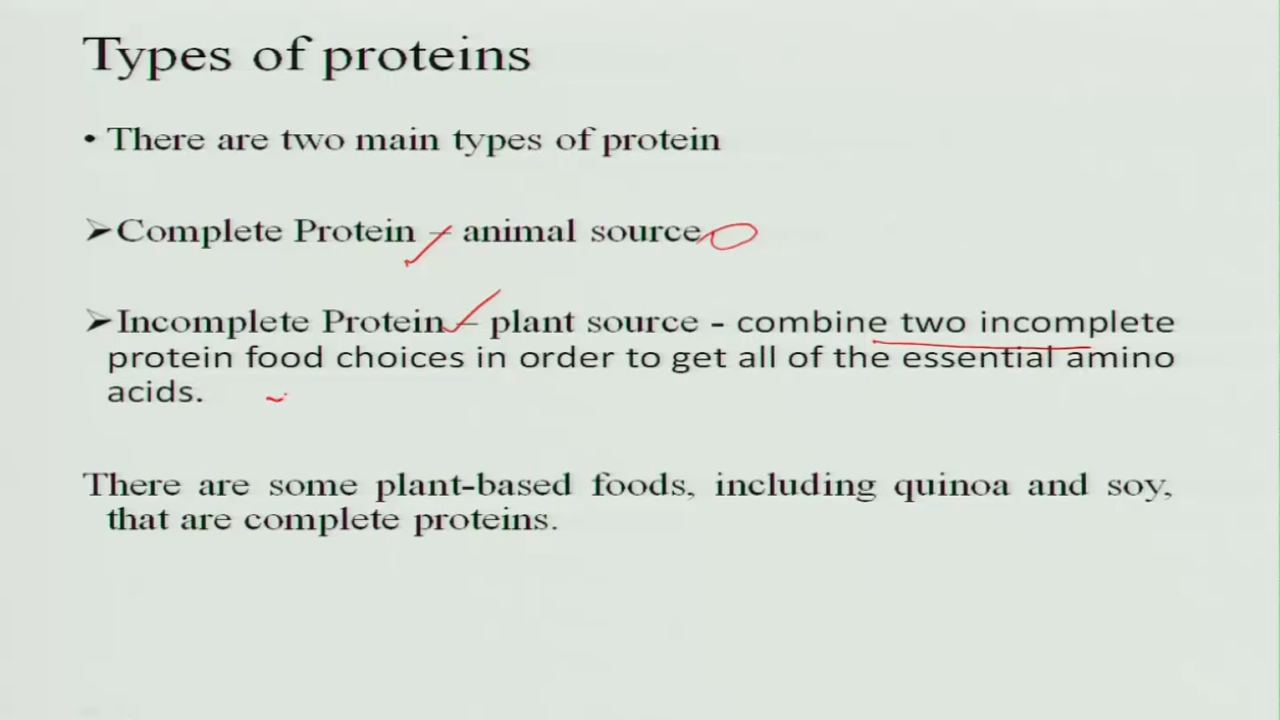 Types of proteins
• There are two main types of protein
➤Complete Protein – animal source
➤Incomplete Protein – plant source - combine two incomplete
protein food choices in order to get all of the essential amino
acids.
There are some plant-based foods, including quinoa and soy,
that are complete proteins.